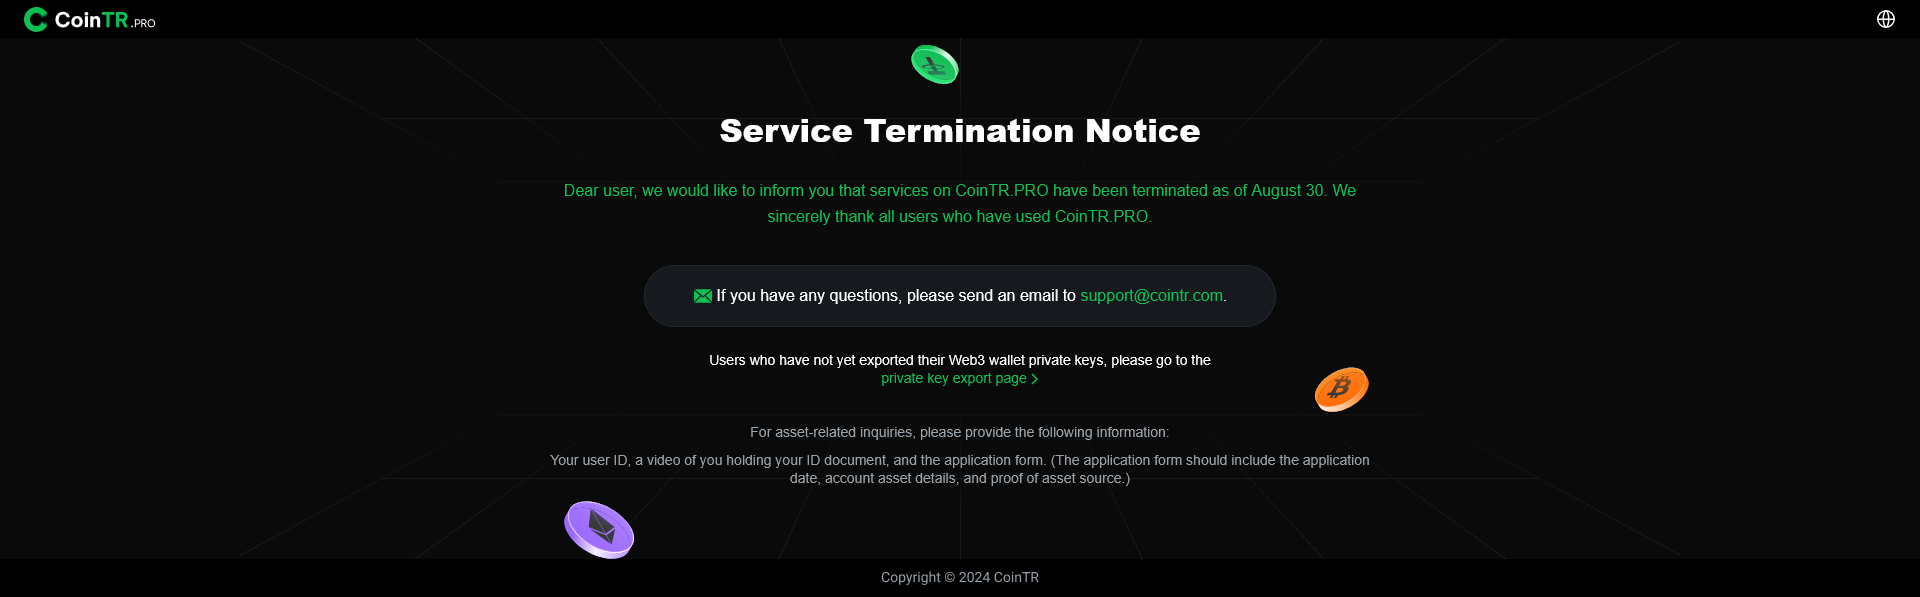 CoinTR.PRO
Service Termination Notice
Dear user, we would like to inform you that services on CoinTR.PRO have been terminated as of August 30. We
sincerely thank all users who have used CoinTR.PRO.
If you have any questions, please send an email to support@cointr.com.
Users who have not yet exported their Web3 wallet private keys, please go to the
private key export page
For asset-related inquiries, please provide the following information:
Your user ID, a video of you holding your ID document, and the application form. (The application form should include the application
date, account asset details, and proof of asset source.)
Copyright © 2024 CoinTR